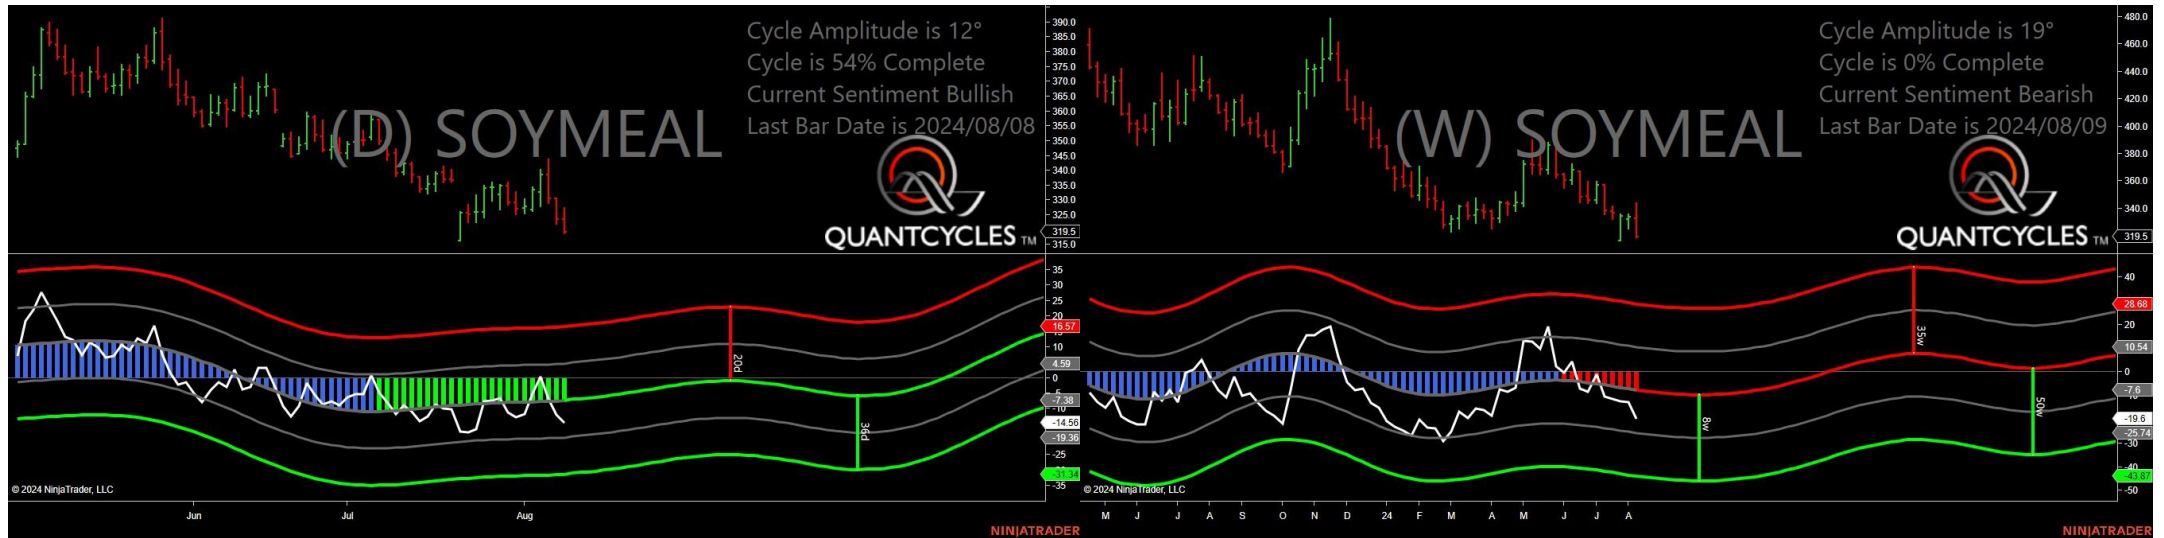 Cycle Amplitude is 12°
Cycle is 54% Complete
Current Sentiment Bullish
Last Bar Date is 2024/08/08
(D) SOYMEAL
QUANTCYCLES TM
390.0
385.0
380.0
375.0
370.0
365.0
360.0
355.0
350.0
345.0
340.0
335.0
330.0
325.0
319.5
315.0
35
30
25
20
16.57
10
4.59
0
-7.38
-10
-14.56
-19.36
-25
-31.34
-35
20d
36d
© 2024 NinjaTrader, LLC
Jun Jul Aug
NINJATRADER
Cycle Amplitude is 19°
Cycle is 0% Complete
Current Sentiment Bearish
Last Bar Date is 2024/08/09
(W) SOYMEAL
QUANTCYCLES TM
480.0
460.0
440.0
420.0
400.0
380.0
360.0
340.0
319.5
40
28.68
20
10.54
0
-7.6
-19.6
-25.74
-30
-40
-43.87
-50
35w
8w
50w
© 2024 NinjaTrader, LLC
M J J A S O N D 24 F M A M J J A
NINJATRADER